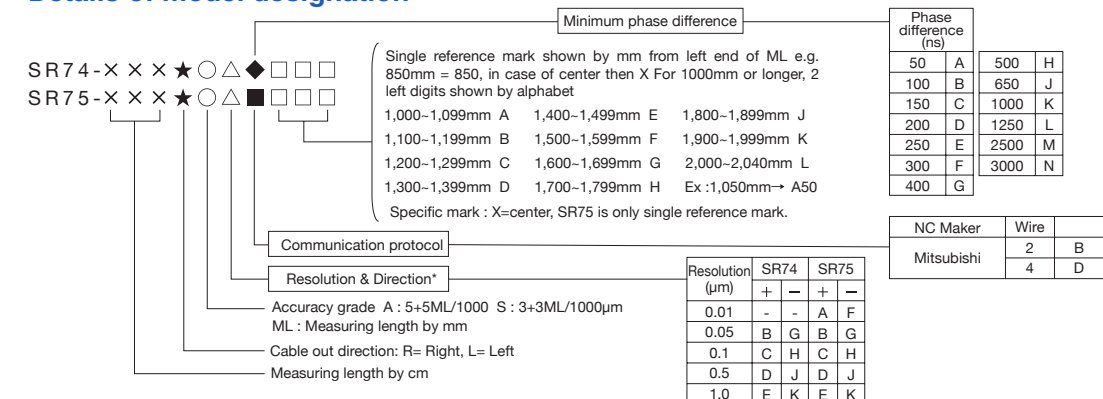 Details of model designation
Minimum phase difference
SR74-×××★○△◆□□□
SR75-×××★○△■□□□
Single reference mark shown by mm from left end of ML e.g.
850mm = 850, in case of center then X For 1000mm or longer, 2
left digits shown by alphabet
1,000~1,099mm A 1,400~1,499mm E 1,800~1,899mm J
1,100~1,199mm B 1,500~1,599mm F 1,900~1,999mm K
1,200~1,299mm C 1,600~1,699mm G 2,000~2,040mm L
1,300~1,399mm D 1,700~1,799mm H Ex :1,050mm→ A50
Specific mark : X=center, SR75 is only single reference mark.
Phase
difference
(ns)
50 A 500 H
100 B 650 J
150 C 1000 K
200 D 1250 L
250 E 2500 M
300 F 3000 N
400 G
Communication protocol
NC Maker Wire
Mitsubishi 2 B
4 D
Resolution & Direction*
Resolution SR74 SR75
(µm) + − + −
0.01 - - A F
0.05 B G B G
0.1 C H C H
0.5 D J D J
1.0 E K E K
Accuracy grade A : 5+5ML/1000 S : 3+3ML/1000µm
ML : Measuring length by mm
Cable out direction: R= Right, L= Left
Measuring length by cm